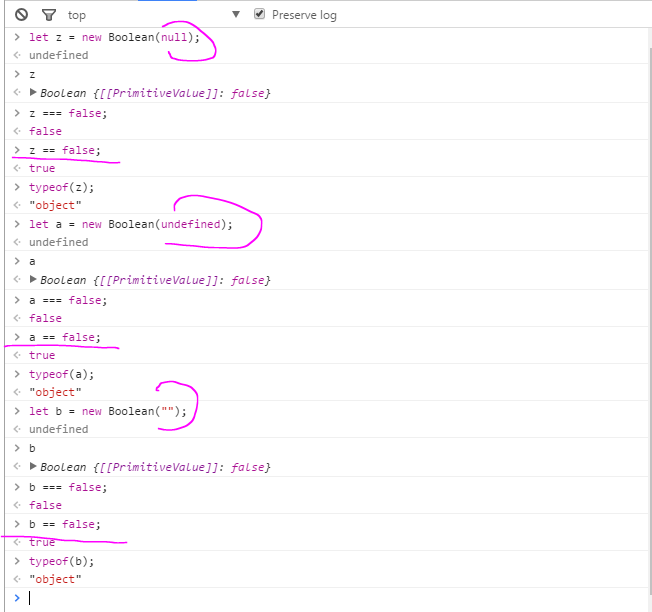 top Preserve log
> let z = new Boolean(null);
undefined
> z
Boolean {[[PrimitiveValue]]: false}
> z === false;
false
> z == false;
true
> typeof(z);
"object"
> let a = new Boolean(undefined);
undefined
> a
Boolean {[[PrimitiveValue]]: false}
> a === false;
false
> a == false;
true
> typeof(a);
"object"
> let b = new Boolean("");
undefined
> b
Boolean {[[PrimitiveValue]]: false}
> b === false;
false
> b == false;
true
> typeof(b);
"object"
>